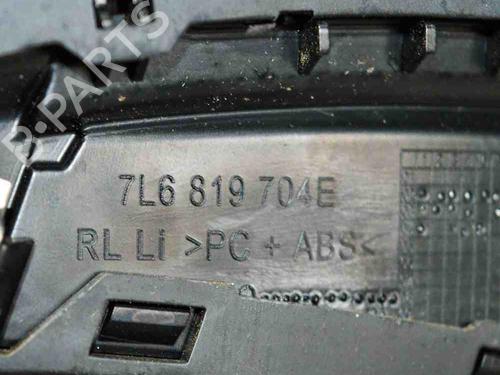 B-PARTS
7L6 819 704E
RL Li >PC + ABS<